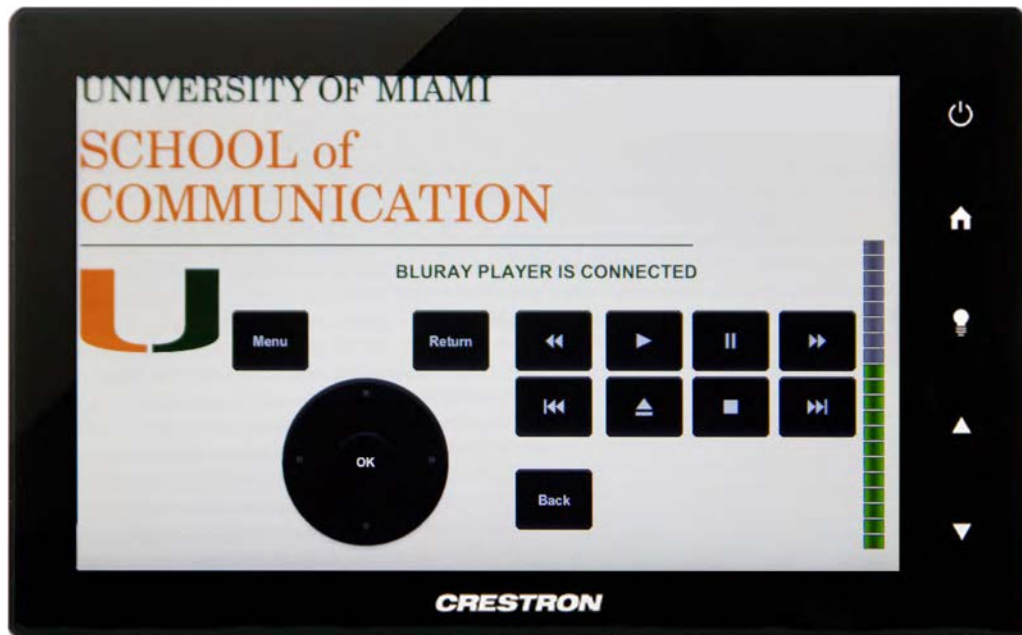 UNIVERSITY OF MIAMI
SCHOOL of
COMMUNICATION
BLURAY PLAYER IS CONNECTED
Menu
Return
OK
Back
CRESTRON